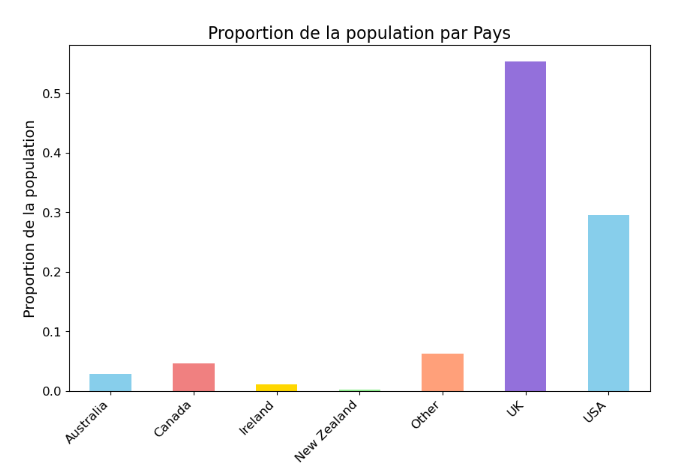 Proportion de la population par Pays
Proportion de la population
0.5
0.4
0.3
0.2
0.1
0.0
Australia
Canada
Ireland
New Zealand
Other
UK
USA